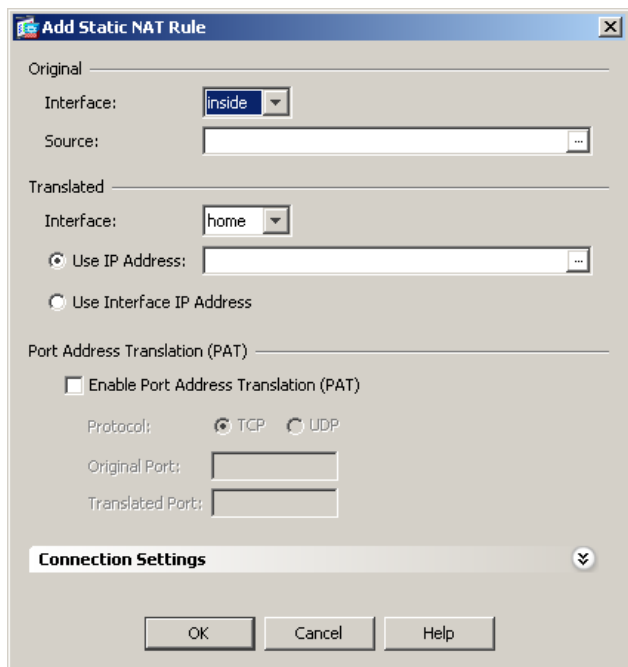 Add Static NAT Rule
Original
Interface: inside
Source: ...
Translated
Interface: home
Use IP Address: ...
Use Interface IP Address
Port Address Translation (PAT)
Enable Port Address Translation (PAT)
Protocol: TCP UDP
Original Port:
Translated Port:
Connection Settings
OK Cancel Help